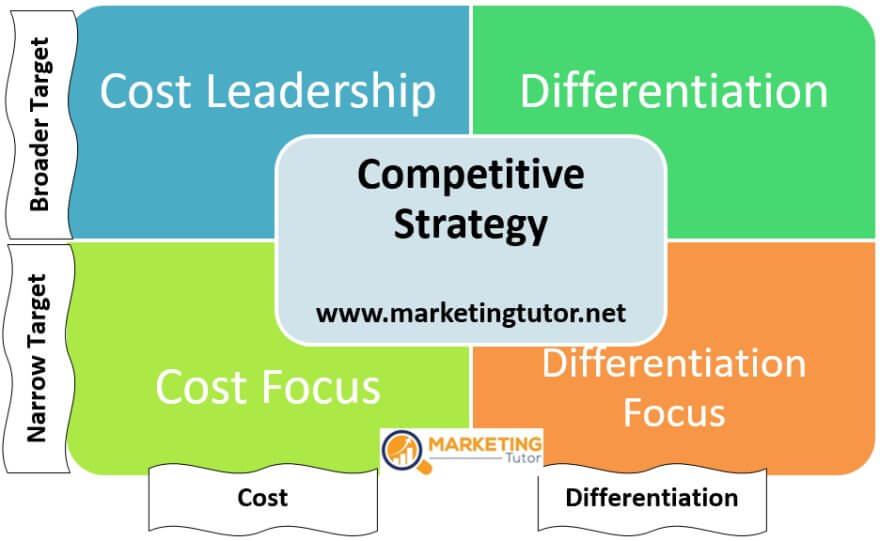 Broader Target
Cost Leadership
Differentiation
Competitive
Strategy
www.marketingtutor.net
Narrow Target
Cost Focus
Differentiation
Focus
MARKETING
Tutor
Cost
Differentiation